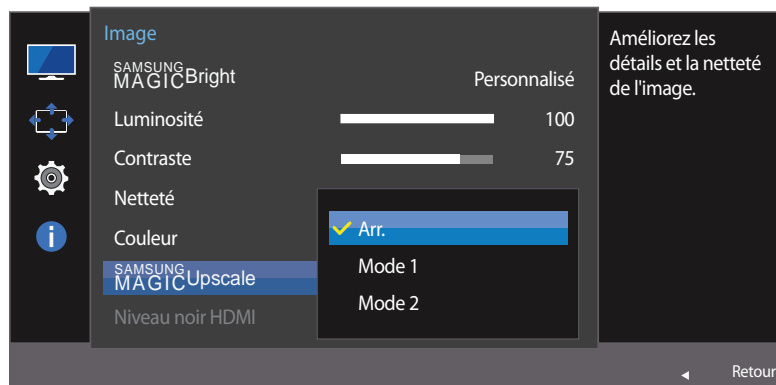 Image
SAMSUNG MAGICBright Personnalisé
Luminosité 100
Contraste 75
Netteté
Couleur
SAMSUNG MAGICUpscale
Niveau noir HDMI
Arr.
Mode 1
Mode 2
Améliorez les
détails et la netteté
de l'image.
Retour